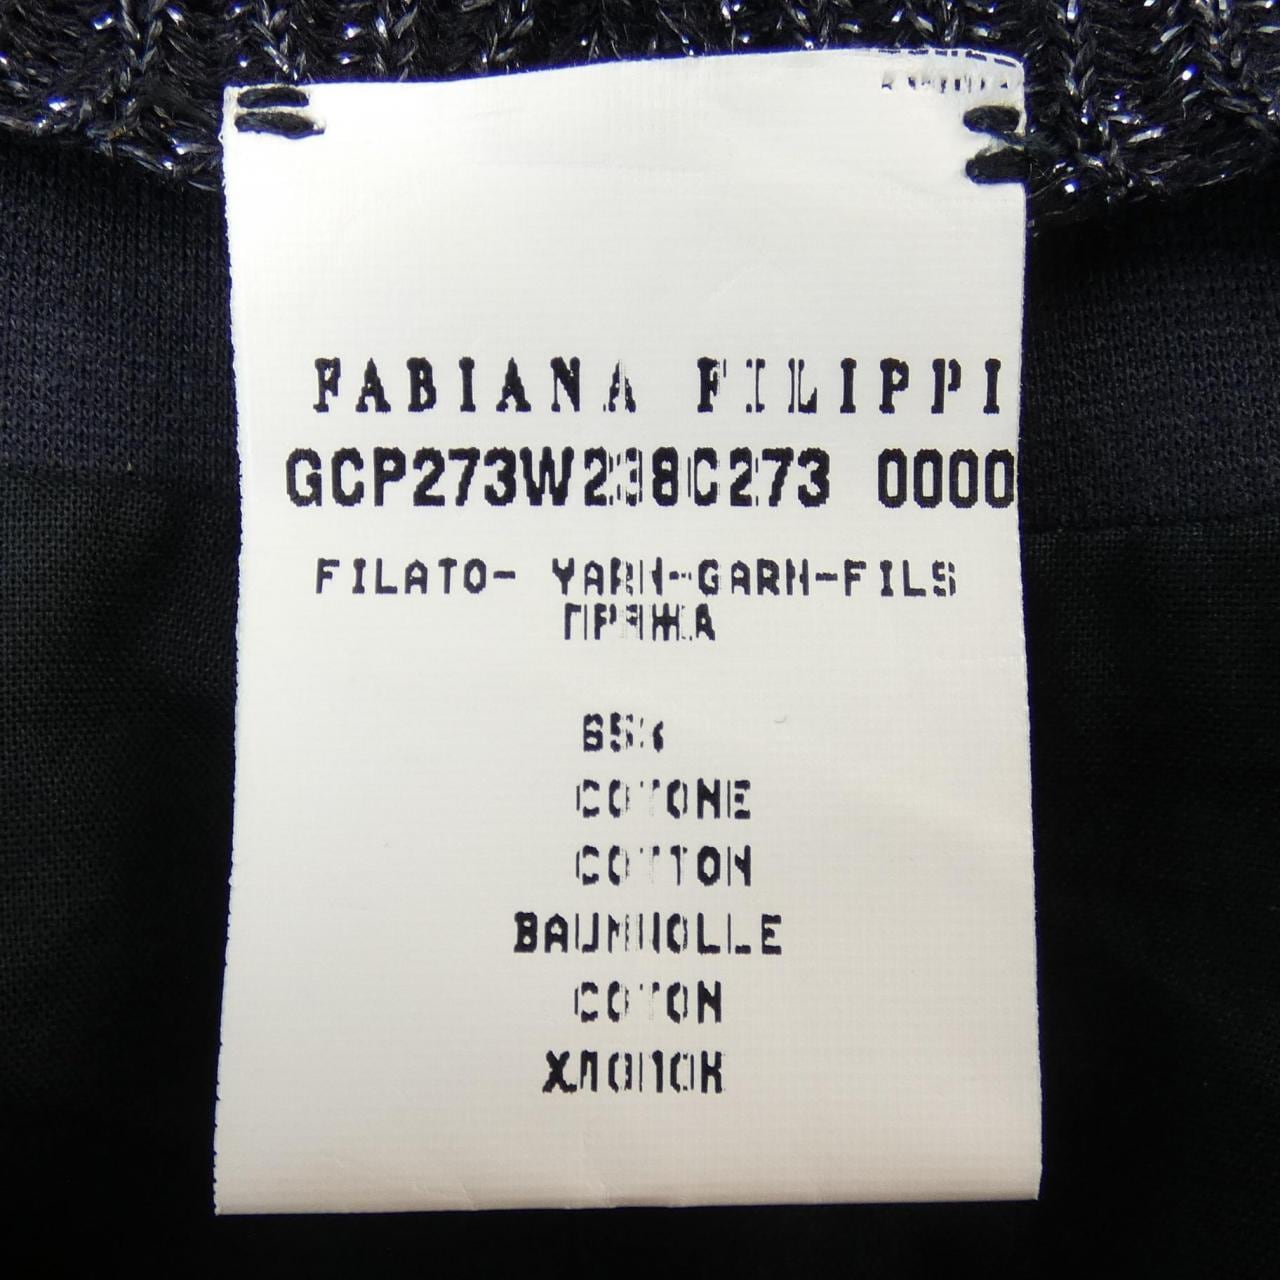 FABIANA FILIPPI
GCP273W238C273 0000
FILATO- YARN-GARN-FILS
ПРЯЖА
65%
COTONE
COTTON
BAUMWOLLE
COTON
ХЛОПОК